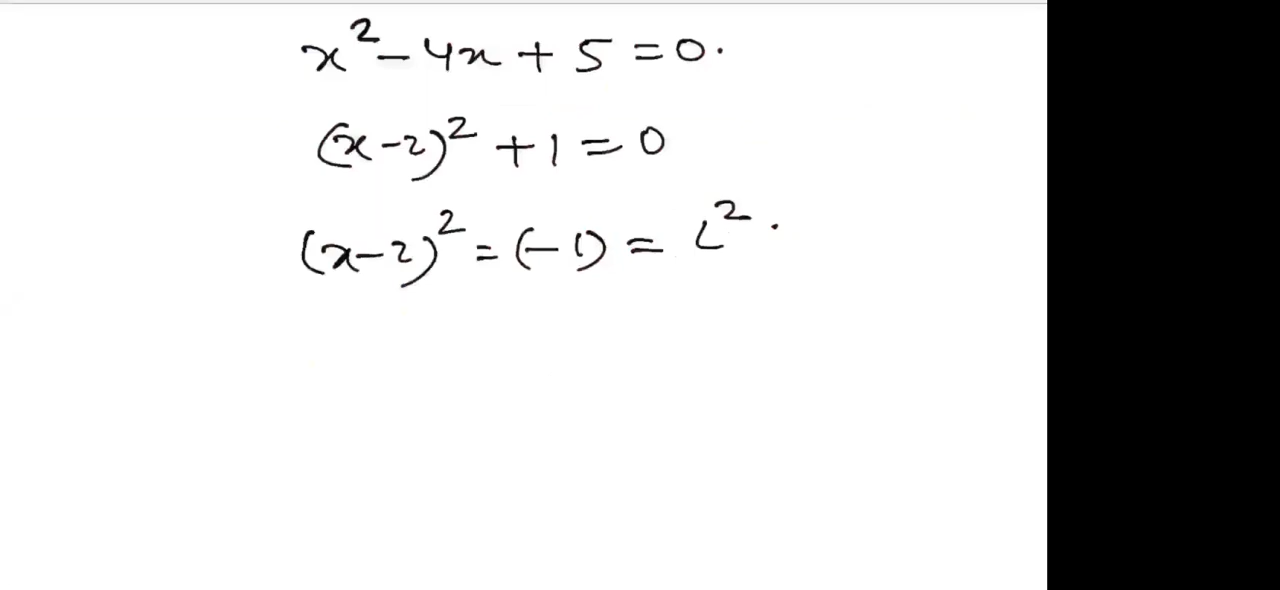 x² - 4x + 5 = 0.
(x-2)² + 1 = 0
(x-2)² = (-1) = i².